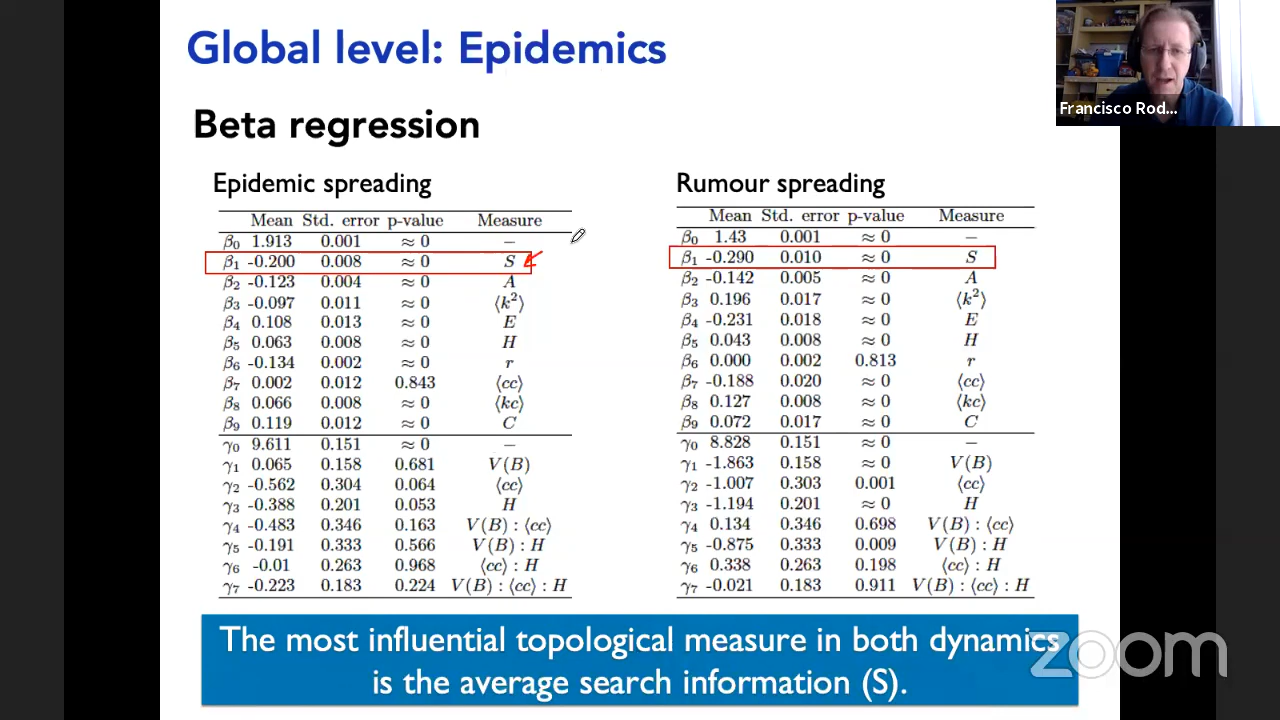 Global level: Epidemics
Francisco Rod...
Beta regression
Epidemic spreading
Mean Std. error p-value Measure
β₀ 1.913 0.001 ≈ 0 –
β₁ -0.200 0.008 ≈ 0 S
β₂ -0.123 0.004 ≈ 0 A
β₃ -0.097 0.011 ≈ 0 ⟨k²⟩
β₄ 0.108 0.013 ≈ 0 E
β₅ 0.063 0.008 ≈ 0 H
β₆ -0.134 0.002 ≈ 0 r
β₇ 0.002 0.012 0.843 ⟨cc⟩
β₈ 0.066 0.008 ≈ 0 ⟨kc⟩
β₉ 0.119 0.012 ≈ 0 C
γ₀ 9.611 0.151 ≈ 0 –
γ₁ 0.065 0.158 0.681 V(B)
γ₂ -0.562 0.304 0.064 ⟨cc⟩
γ₃ -0.388 0.201 0.053 H
γ₄ -0.483 0.346 0.163 V(B) : ⟨cc⟩
γ₅ -0.191 0.333 0.566 V(B) : H
γ₆ -0.01 0.263 0.968 ⟨cc⟩ : H
γ₇ -0.223 0.183 0.224 V(B) : ⟨cc⟩ : H
Rumour spreading
Mean Std. error p-value Measure
β₀ 1.43 0.001 ≈ 0 –
β₁ -0.290 0.010 ≈ 0 S
β₂ -0.142 0.005 ≈ 0 A
β₃ 0.196 0.017 ≈ 0 ⟨k²⟩
β₄ -0.231 0.018 ≈ 0 E
β₅ 0.043 0.008 ≈ 0 H
β₆ 0.000 0.002 0.813 r
β₇ -0.188 0.020 ≈ 0 ⟨cc⟩
β₈ 0.127 0.008 ≈ 0 ⟨kc⟩
β₉ 0.072 0.017 ≈ 0 C
γ₀ 8.828 0.151 ≈ 0 –
γ₁ -1.863 0.158 ≈ 0 V(B)
γ₂ -1.007 0.303 0.001 ⟨cc⟩
γ₃ -1.194 0.201 ≈ 0 H
γ₄ 0.134 0.346 0.698 V(B) : ⟨cc⟩
γ₅ -0.875 0.333 0.009 V(B) : H
γ₆ 0.338 0.263 0.198 ⟨cc⟩ : H
γ₇ -0.021 0.183 0.911 V(B) : ⟨cc⟩ : H
The most influential topological measure in both dynamics
is the average search information (S).
zoom